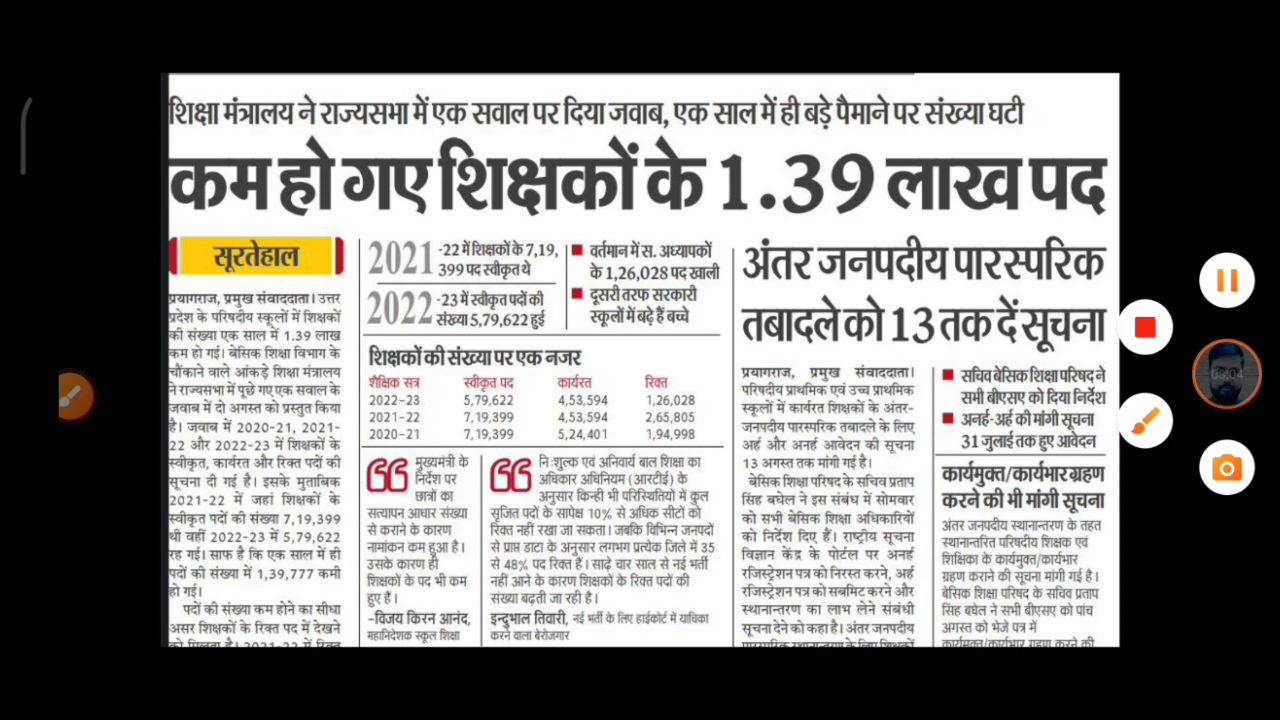 शिक्षा मंत्रालय ने राज्यसभा में एक सवाल पर दिया जवाब, एक साल में ही बड़े पैमाने पर संख्या घटी
कम हो गए शिक्षकों के 1.39 लाख पद
सूरतेहाल
प्रयागराज, प्रमुख संवाददाता। उत्तर
प्रदेश के परिषदीय स्कूलों में शिक्षकों
की संख्या एक साल में 1.39 लाख
कम हो गई। बेसिक शिक्षा विभाग के
चौंकाने वाले आंकड़े शिक्षा मंत्रालय
ने राज्यसभा में पूछे गए एक सवाल के
जवाब में दो अगस्त को प्रस्तुत किया
है। जवाब में 2020-21, 2021-
22 और 2022-23 में शिक्षकों के
स्वीकृत, कार्यरत और रिक्त पदों की
सूचना दी गई है। इसके मुताबिक
2021-22 में जहां शिक्षकों के
स्वीकृत पदों की संख्या 7,19,399
थी वहीं 2022-23 में 5,79,622
रह गई। साफ है कि एक साल में ही
पदों की संख्या में 1,39,777 कमी
हो गई।
पदों की संख्या कम होने का सीधा
असर शिक्षकों के रिक्त पद में देखने
को मिलता है। 2021-22 में रिक्त
2021 -22 में शिक्षकों के 7,19,
399 पद स्वीकृत थे
2022 -23 में स्वीकृत पदों की
संख्या 5,79,622 हुई
वर्तमान में स. अध्यापकों
के 1,26,028 पद खाली
दूसरी तरफ सरकारी
स्कूलों में बढ़े हैं बच्चे
शिक्षकों की संख्या पर एक नजर
शैक्षिक सत्र स्वीकृत पद कार्यरत रिक्त
2022-23 5,79,622 4,53,594 1,26,028
2021-22 7,19,399 4,53,594 2,65,805
2020-21 7,19,399 5,24,401 1,94,998
मुख्यमंत्री के
निर्देश पर
छात्रों का
सत्यापन आधार संख्या
से कराने के कारण
नामांकन कम हुआ है।
उसके कारण ही
शिक्षकों के पद भी कम
हुए हैं।
-विजय किरन आनंद,
महानिदेशक स्कूल शिक्षा
नि:शुल्क एवं अनिवार्य बाल शिक्षा का
अधिकार अधिनियम (आरटीई) के
अनुसार किन्ही भी परिस्थितियों में कुल
सृजित पदों के सापेक्ष 10% से अधिक सीटों को
रिक्त नहीं रखा जा सकता। जबकि विभिन्न जनपदों
से प्राप्त डाटा के अनुसार लगभग प्रत्येक जिले में 35
से 48% पद रिक्त हैं। साढ़े चार साल से नई भर्ती
नहीं आने के कारण शिक्षकों के रिक्त पदों की
संख्या बढ़ती जा रही है।
इन्दुभाल तिवारी, नई भर्ती के लिए हाईकोर्ट में याचिका
करने वाला बेरोजगार
अंतर जनपदीय पारस्परिक
तबादले को 13 तक दें सूचना
प्रयागराज, प्रमुख संवाददाता।
परिषदीय प्राथमिक एवं उच्च प्राथमिक
स्कूलों में कार्यरत शिक्षकों के अंतर-
जनपदीय पारस्परिक तबादले के लिए
अर्ह और अनर्ह आवेदन की सूचना
13 अगस्त तक मांगी गई है।
बेसिक शिक्षा परिषद के सचिव प्रताप
सिंह बघेल ने इस संबंध में सोमवार
को सभी बेसिक शिक्षा अधिकारियों
को निर्देश दिए हैं। राष्ट्रीय सूचना
विज्ञान केंद्र के पोर्टल पर अनर्ह
रजिस्ट्रेशन पत्र को निरस्त करने, अर्ह
रजिस्ट्रेशन पत्र को सबमिट करने और
स्थानान्तरण का लाभ लेने संबंधी
सूचना देने को कहा है। अंतर जनपदीय
पारस्परिक स्थानान्तरण के लिए शिक्षकों
सचिव बेसिक शिक्षा परिषद ने
सभी बीएसए को दिया निर्देश
अनर्ह-अर्ह की मांगी सूचना
31 जुलाई तक हुए आवेदन
कार्यमुक्त/कार्यभार ग्रहण
करने की भी मांगी सूचना
अंतर जनपदीय स्थानान्तरण के तहत
स्थानान्तरित परिषदीय शिक्षक एवं
शिक्षिका के कार्यमुक्त/कार्यभार
ग्रहण कराने की सूचना मांगी गई है।
बेसिक शिक्षा परिषद के सचिव प्रताप
सिंह बघेल ने सभी बीएसए को पांच
अगस्त को भेजे पत्र में
कार्यमुक्त/कार्यभार ग्रहण करने की
03:04